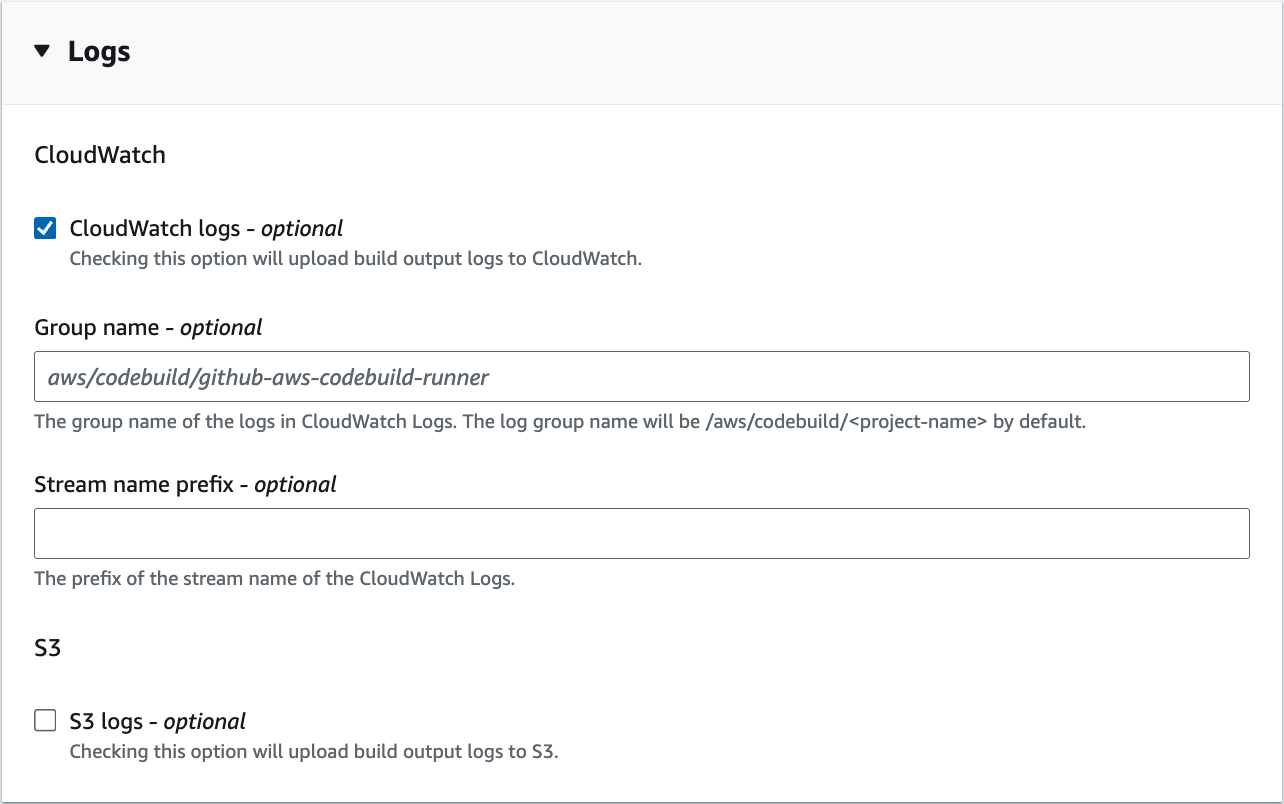 Logs
CloudWatch
CloudWatch logs - optional
Checking this option will upload build output logs to CloudWatch.
Group name - optional
aws/codebuild/github-aws-codebuild-runner
The group name of the logs in CloudWatch Logs. The log group name will be /aws/codebuild/<project-name> by default.
Stream name prefix - optional
The prefix of the stream name of the CloudWatch Logs.
S3
S3 logs - optional
Checking this option will upload build output logs to S3.